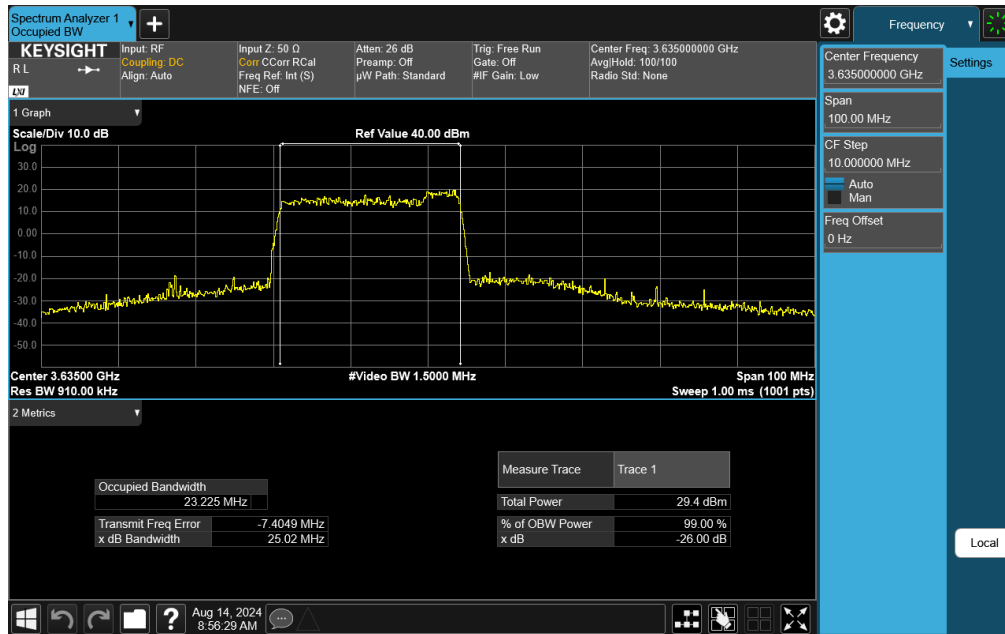 Spectrum Analyzer 1
Occupied BW
Frequency
KEYSIGHT
R L
LXI
Input: RF
Coupling: DC
Align: Auto
Input Z: 50 Ω
Corr CCorr RCal
Freq Ref: Int (S)
NFE: Off
Atten: 26 dB
Preamp: Off
µW Path: Standard
Trig: Free Run
Gate: Off
#IF Gain: Low
Center Freq: 3.635000000 GHz
Avg|Hold: 100/100
Radio Std: None
Center Frequency
3.635000000 GHz
Settings
Span
100.00 MHz
CF Step
10.000000 MHz
Auto
Man
Freq Offset
0 Hz
1 Graph
Scale/Div 10.0 dB
Ref Value 40.00 dBm
Log
30.0
20.0
10.0
0.00
-10.0
-20.0
-30.0
-40.0
-50.0
Center 3.63500 GHz
#Video BW 1.5000 MHz
Span 100 MHz
Res BW 910.00 kHz
Sweep 1.00 ms (1001 pts)
2 Metrics
Occupied Bandwidth
23.225 MHz
Transmit Freq Error -7.4049 MHz
x dB Bandwidth 25.02 MHz
Measure Trace Trace 1
Total Power 29.4 dBm
% of OBW Power 99.00 %
x dB -26.00 dB
Local
Aug 14, 2024
8:56:29 AM